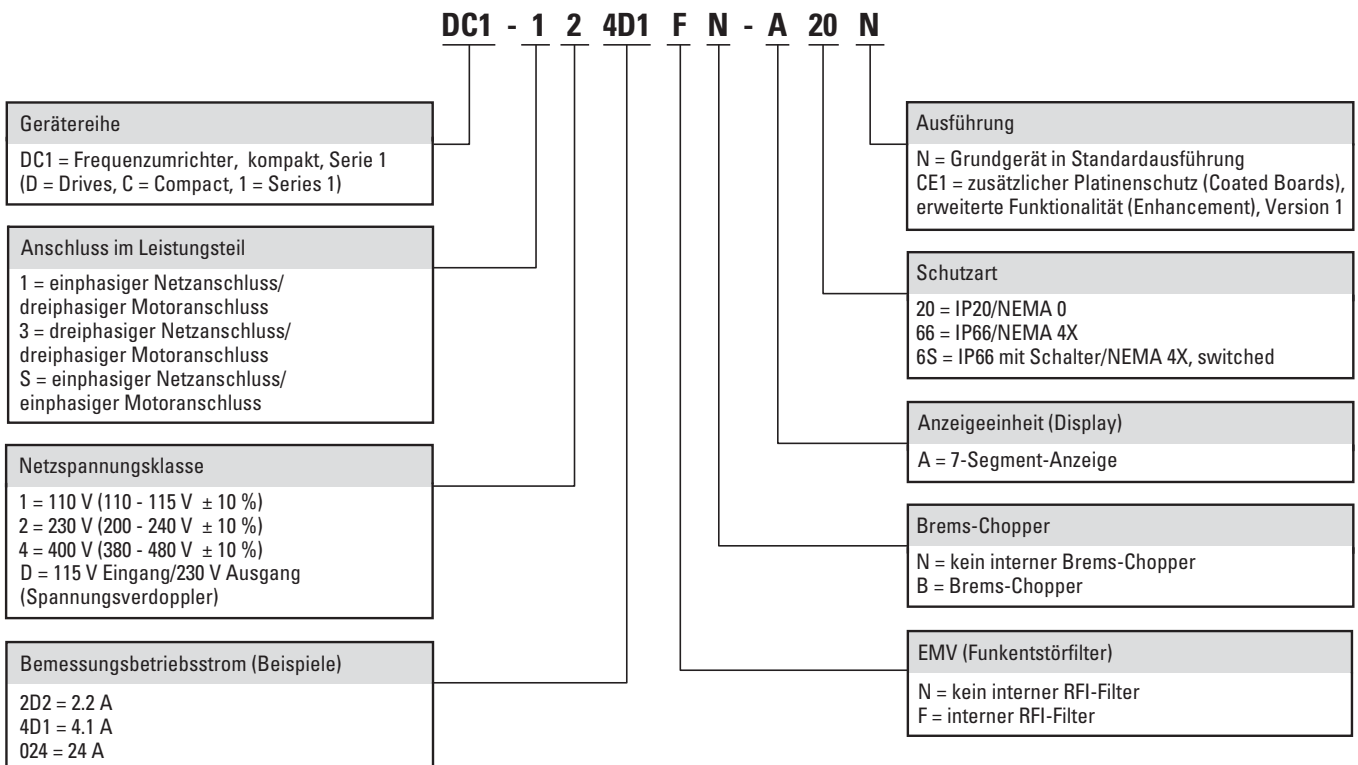 DC1 - 1 2 4D1 F N - A 20 N
Gerätereihe
DC1 = Frequenzumrichter, kompakt, Serie 1
(D = Drives, C = Compact, 1 = Series 1)
Anschluss im Leistungsteil
1 = einphasiger Netzanschluss/
dreiphasiger Motoranschluss
3 = dreiphasiger Netzanschluss/
dreiphasiger Motoranschluss
S = einphasiger Netzanschluss/
einphasiger Motoranschluss
Netzspannungsklasse
1 = 110 V (110 - 115 V ± 10 %)
2 = 230 V (200 - 240 V ± 10 %)
4 = 400 V (380 - 480 V ± 10 %)
D = 115 V Eingang/230 V Ausgang
(Spannungsverdoppler)
Bemessungsbetriebsstrom (Beispiele)
2D2 = 2.2 A
4D1 = 4.1 A
024 = 24 A
Ausführung
N = Grundgerät in Standardausführung
CE1 = zusätzlicher Platinenschutz (Coated Boards),
erweiterte Funktionalität (Enhancement), Version 1
Schutzart
20 = IP20/NEMA 0
66 = IP66/NEMA 4X
6S = IP66 mit Schalter/NEMA 4X, switched
Anzeigeeinheit (Display)
A = 7-Segment-Anzeige
Brems-Chopper
N = kein interner Brems-Chopper
B = Brems-Chopper
EMV (Funkentstörfilter)
N = kein interner RFI-Filter
F = interner RFI-Filter